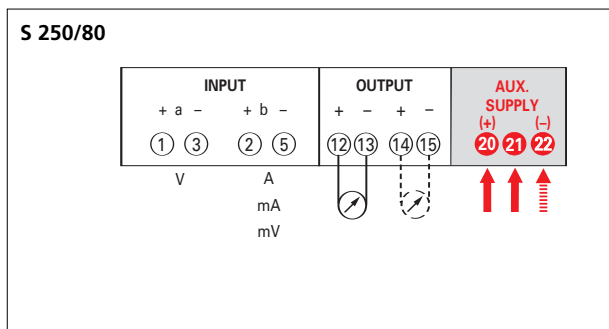 S 250/80
INPUT OUTPUT AUX.
SUPPLY
+ a – + b – + – + – (+) (–)
1 3 2 5 12 13 14 15 20 21 22
V A
mA
mV